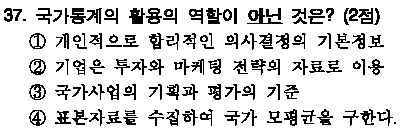 37. 국가통계의 활용의 역할이 아닌 것은? (2점)
① 개인적으로 합리적인 의사결정의 기본정보
② 기업은 투자와 마케팅 전략의 자료로 이용
③ 국가사업의 기획과 평가의 기준
④ 표본자료를 수집하여 국가 모평균을 구한다.